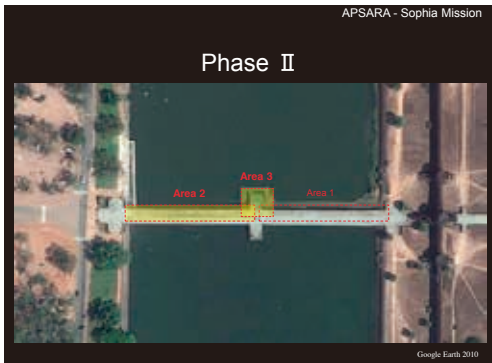 APSARA - Sophia Mission
Phase Ⅱ
Area 3
Area 2
Area 1
Google Earth 2010